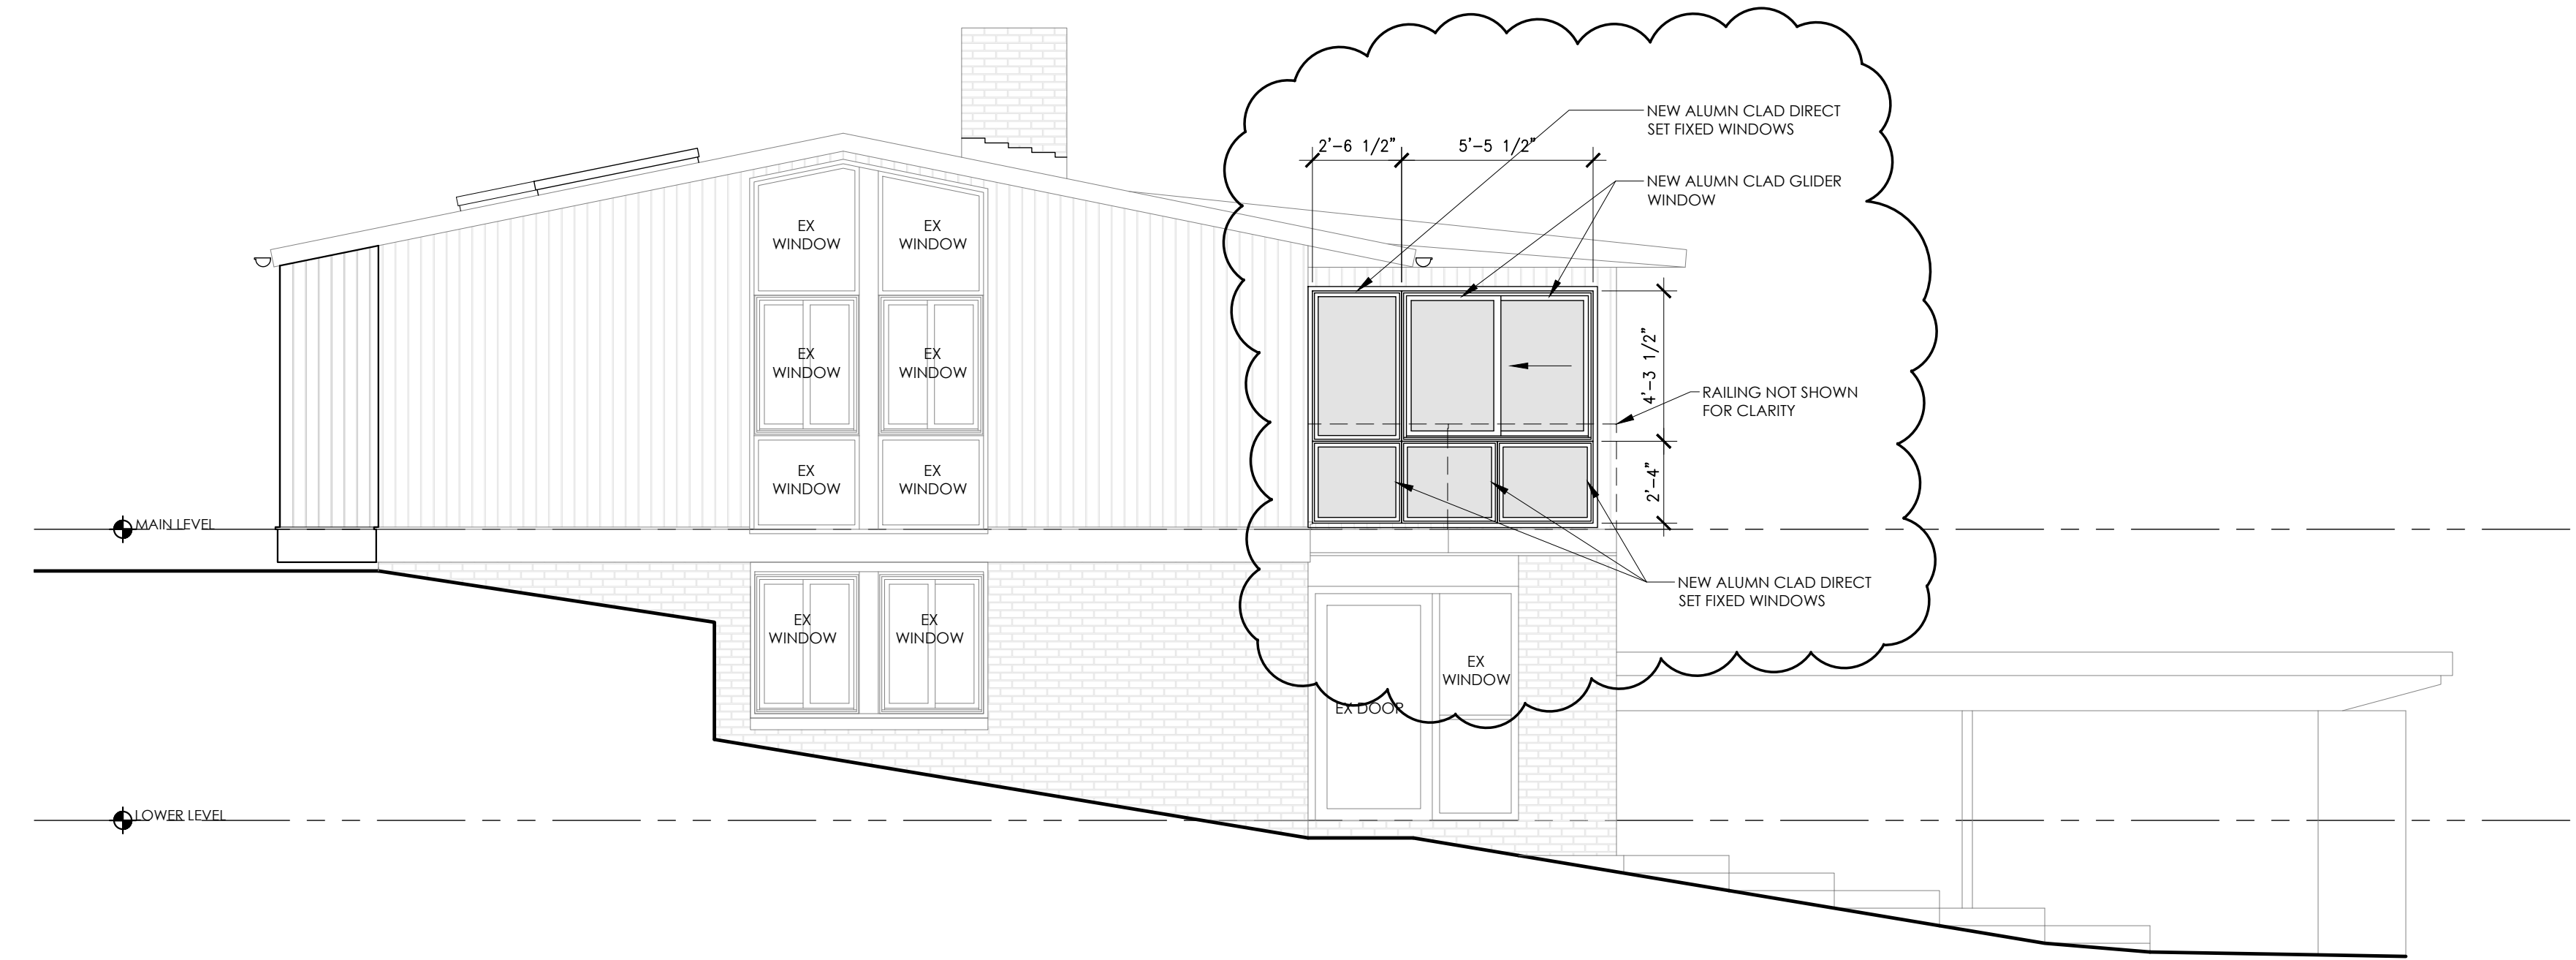 NEW ALUMN CLAD DIRECT
SET FIXED WINDOWS
2'-6 1/2"
5'-5 1/2"
NEW ALUMN CLAD GLIDER
WINDOW
EX
WINDOW
EX
WINDOW
EX
WINDOW
EX
WINDOW
4'-3 1/2"
RAILING NOT SHOWN
FOR CLARITY
EX
WINDOW
EX
WINDOW
2'-4"
MAIN LEVEL
NEW ALUMN CLAD DIRECT
SET FIXED WINDOWS
EX
WINDOW
EX
WINDOW
EX
WINDOW
EX DOOR
LOWER LEVEL